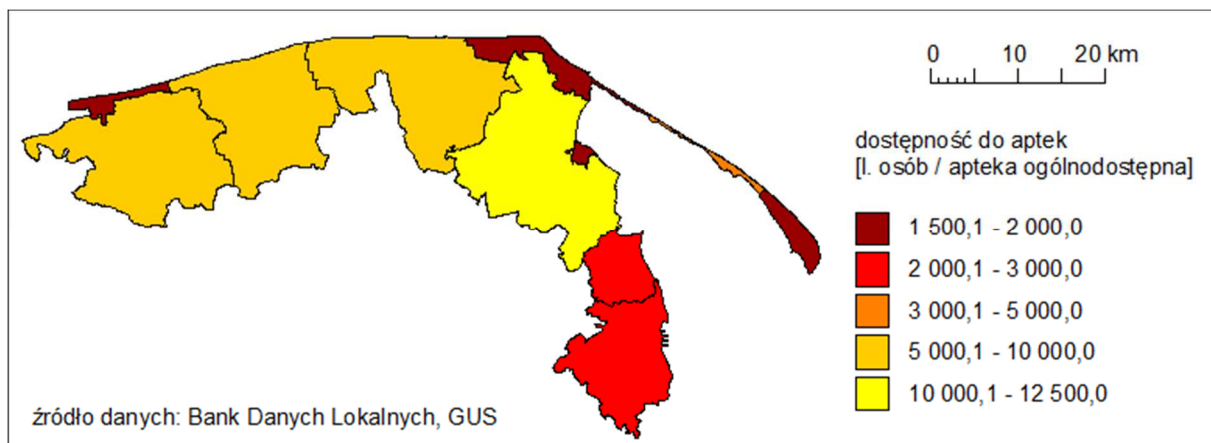 0 10 20 km
dostępność do aptek
[l. osób / apteka ogólnodostępna]
1 500,1 - 2 000,0
2 000,1 - 3 000,0
3 000,1 - 5 000,0
5 000,1 - 10 000,0
10 000,1 - 12 500,0
źródło danych: Bank Danych Lokalnych, GUS